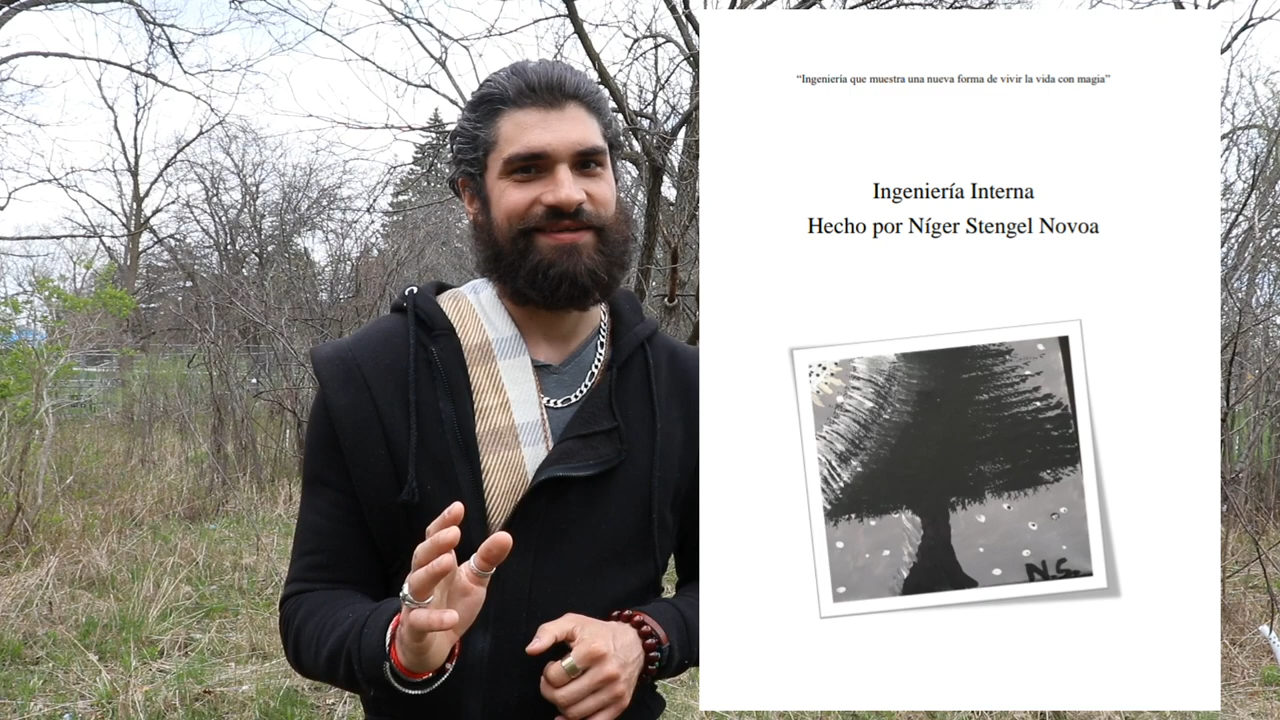 “Ingeniería que muestra una nueva forma de vivir la vida con magia”
Ingeniería Interna
Hecho por Níger Stengel Novoa
N.S.